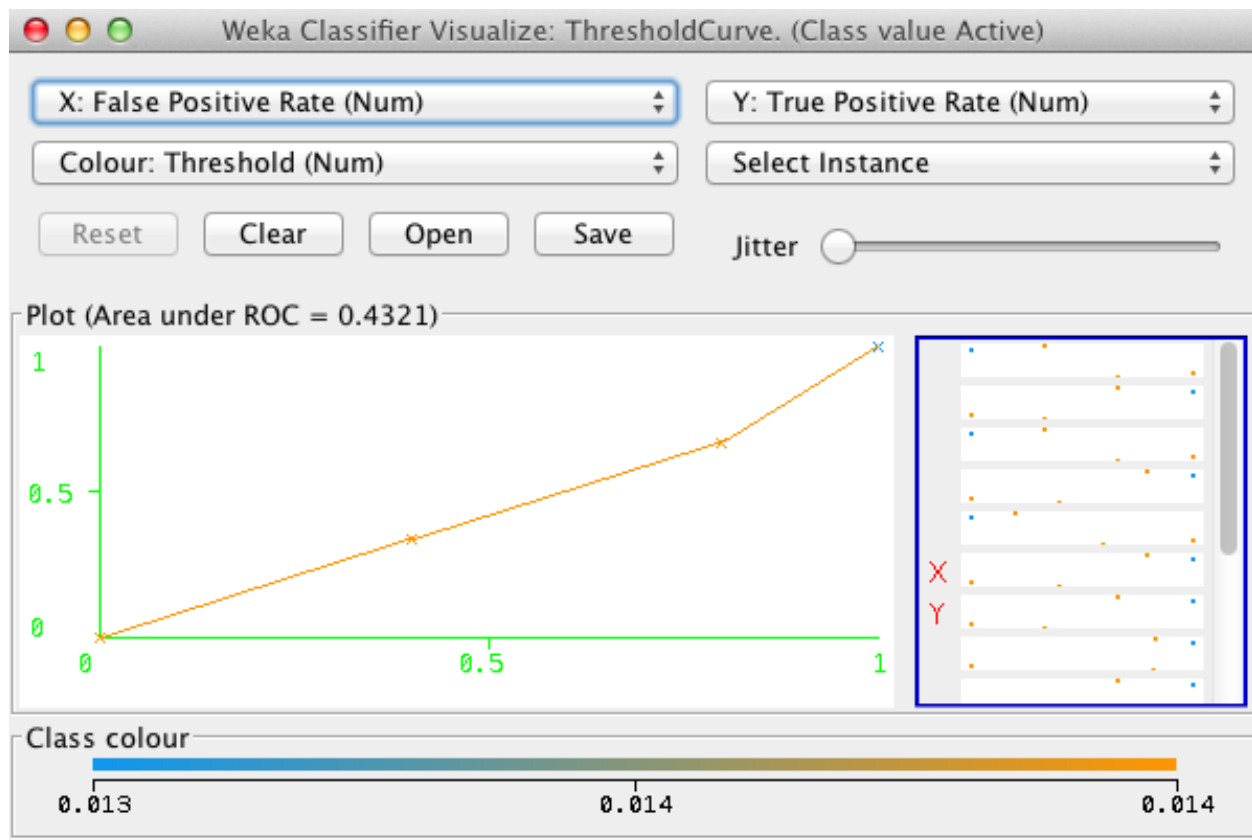 Weka Classifier Visualize: ThresholdCurve. (Class value Active)
X: False Positive Rate (Num) Y: True Positive Rate (Num)
Colour: Threshold (Num) Select Instance
Reset Clear Open Save Jitter
Plot (Area under ROC = 0.4321)
1
0.5
0
0 0.5 1
X
Y
Class colour
0.013 0.014 0.014